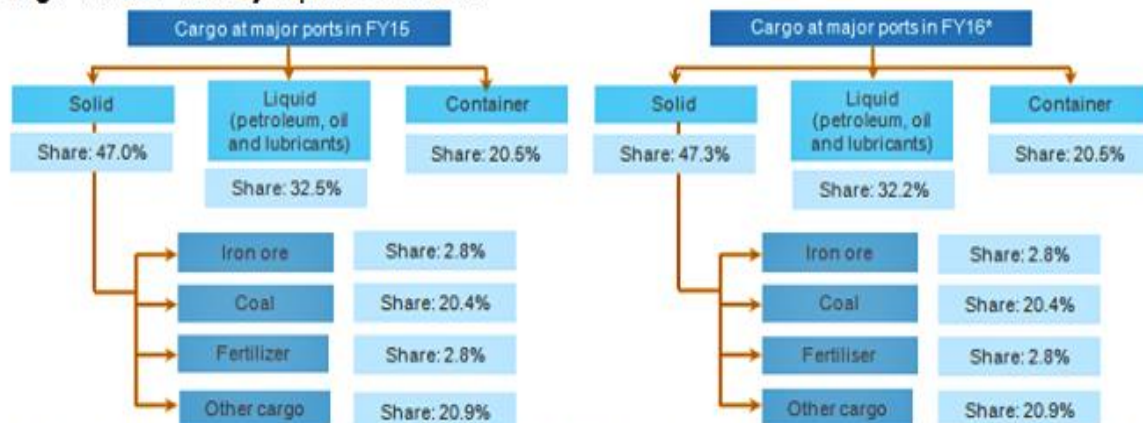 Cargo at major ports in FY15
Solid
Share: 47.0%
Liquid
(petroleum, oil
and lubricants)
Share: 32.5%
Container
Share: 20.5%
Iron ore
Share: 2.8%
Coal
Share: 20.4%
Fertilizer
Share: 2.8%
Other cargo
Share: 20.9%
Cargo at major ports in FY16*
Solid
Share: 47.3%
Liquid
(petroleum, oil
and lubricants)
Share: 32.2%
Container
Share: 20.5%
Iron ore
Share: 2.8%
Coal
Share: 20.4%
Fertiliser
Share: 2.8%
Other cargo
Share: 20.9%